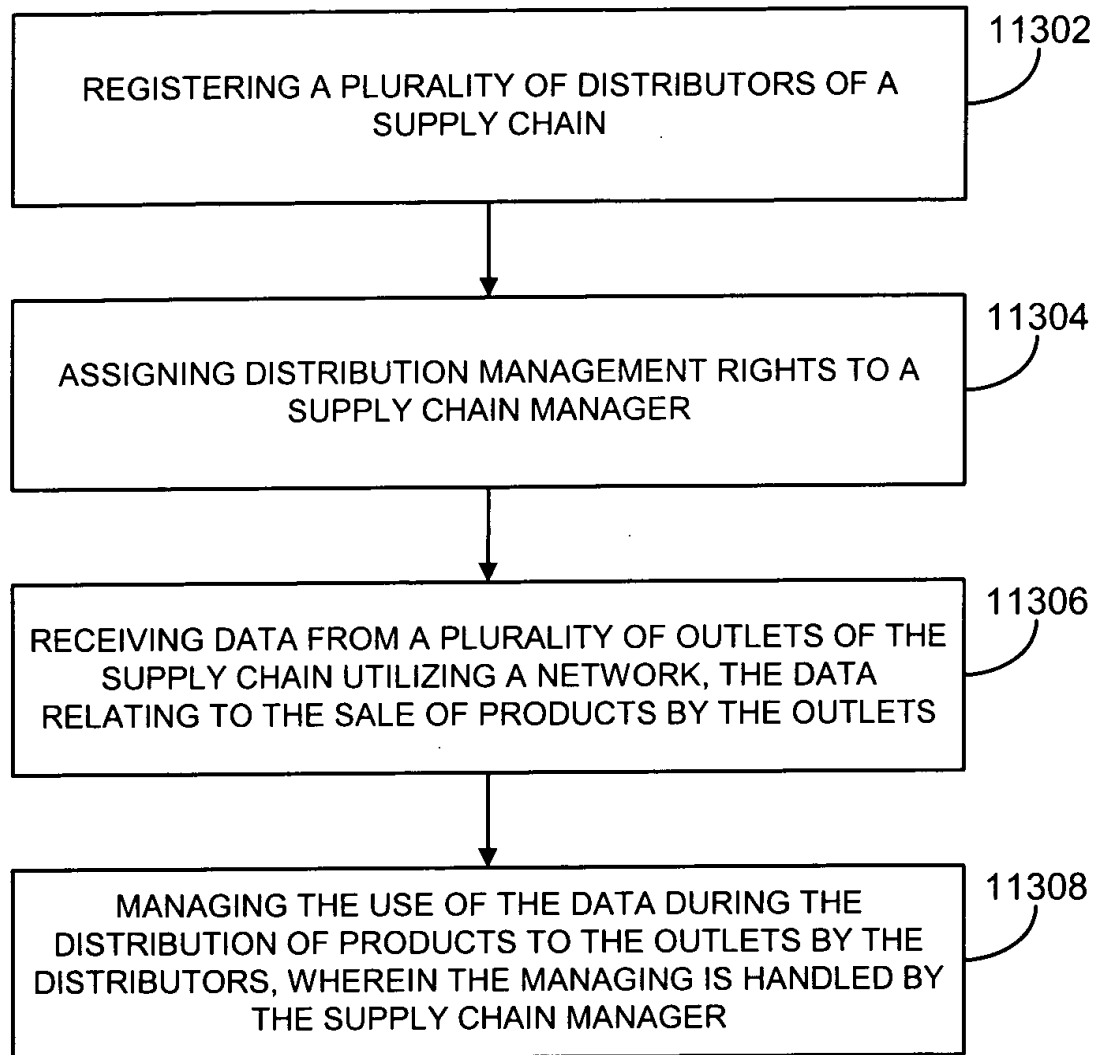 11302
REGISTERING A PLURALITY OF DISTRIBUTORS OF A
SUPPLY CHAIN
11304
ASSIGNING DISTRIBUTION MANAGEMENT RIGHTS TO A
SUPPLY CHAIN MANAGER
11306
RECEIVING DATA FROM A PLURALITY OF OUTLETS OF THE
SUPPLY CHAIN UTILIZING A NETWORK, THE DATA
RELATING TO THE SALE OF PRODUCTS BY THE OUTLETS
11308
MANAGING THE USE OF THE DATA DURING THE
DISTRIBUTION OF PRODUCTS TO THE OUTLETS BY THE
DISTRIBUTORS, WHEREIN THE MANAGING IS HANDLED BY
THE SUPPLY CHAIN MANAGER